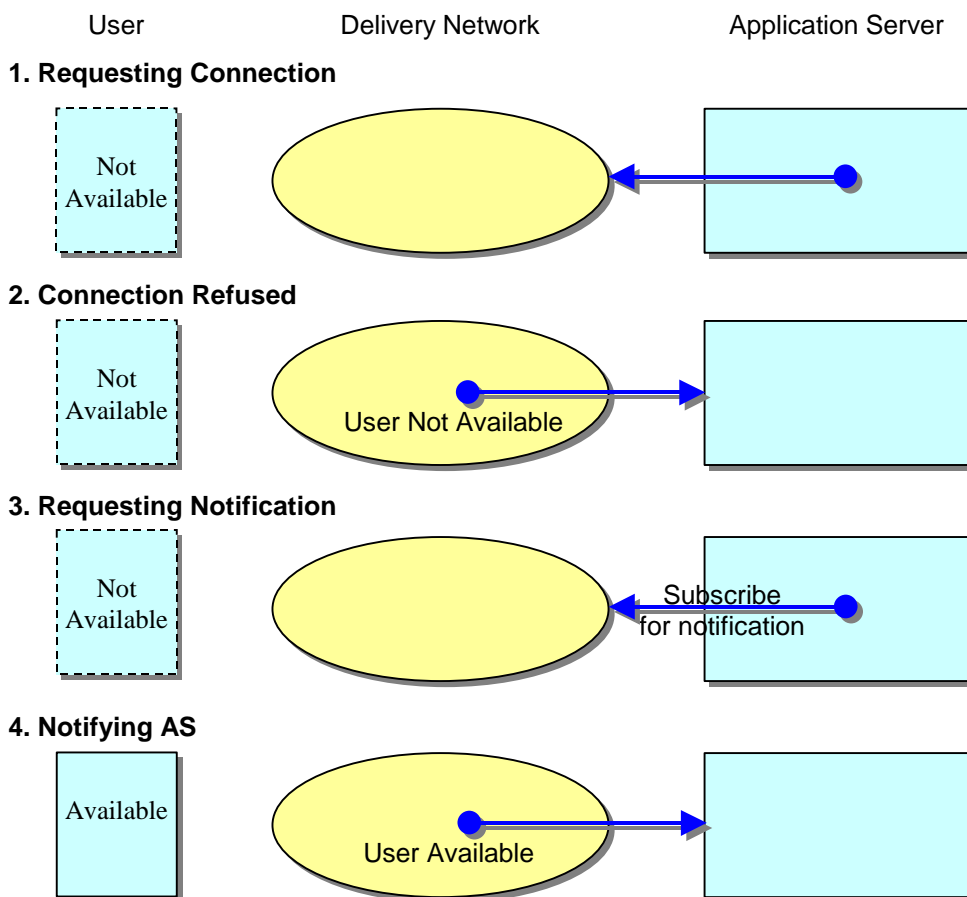 User Delivery Network Application Server
1. Requesting Connection
Not
Available
2. Connection Refused
Not
Available
User Not Available
3. Requesting Notification
Not
Available
Subscribe
for notification
4. Notifying AS
Available
User Available